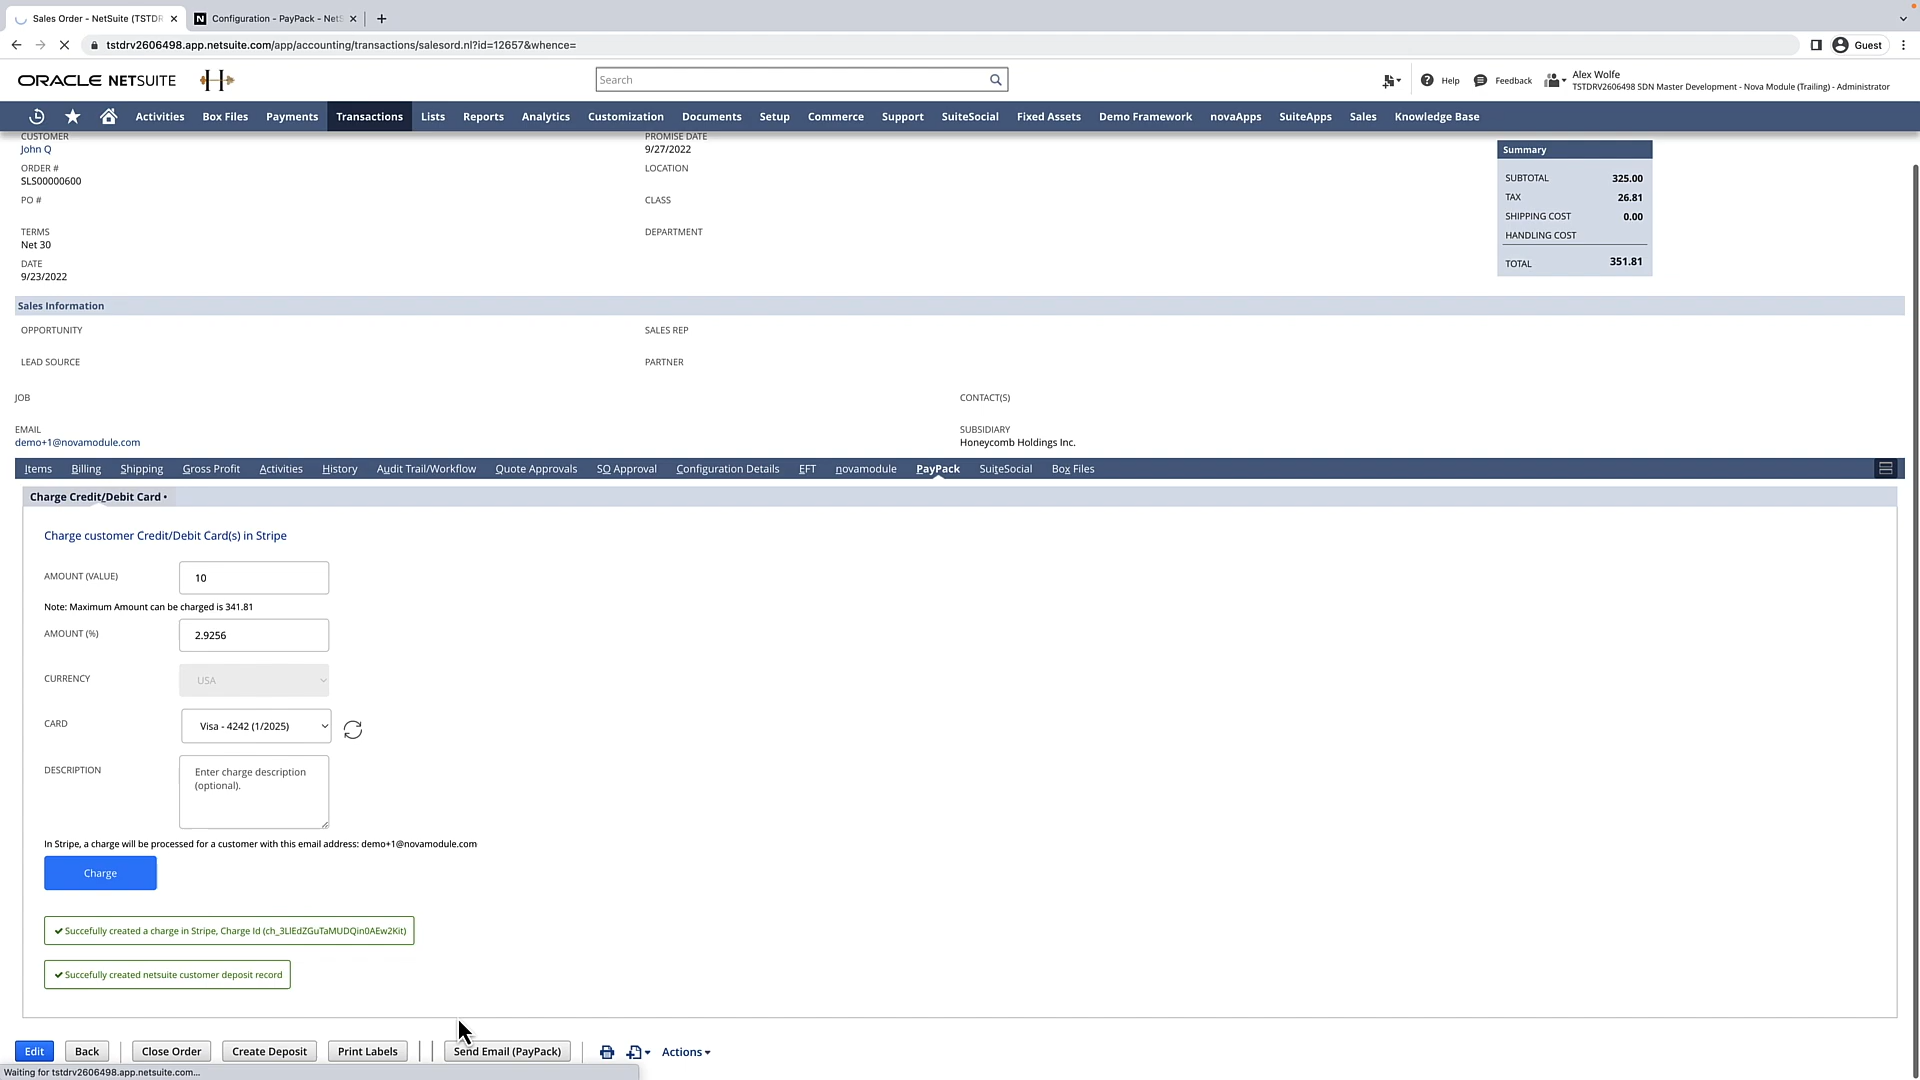 Sales Order - NetSuite (TSTDR
Configuration - PayPack - NetS
tstdrv2606498.app.netsuite.com/app/accounting/transactions/salesord.nl?id=12657&whence=
Guest
ORACLE NETSUITE
H
Search
Help
Feedback
Alex Wolfe
TSTDRV2606498 SDN Master Development - Nova Module (Trailing) - Administrator
Activities Box Files Payments Transactions Lists Reports Analytics Customization Documents Setup Commerce Support SuiteSocial Fixed Assets Demo Framework novaApps SuiteApps Sales Knowledge Base
CUSTOMER
John Q
ORDER #
SLS00000600
PO #
TERMS
Net 30
DATE
9/23/2022
PROMISE DATE
9/27/2022
LOCATION
CLASS
DEPARTMENT
Summary
SUBTOTAL 325.00
TAX 26.81
SHIPPING COST 0.00
HANDLING COST
TOTAL 351.81
Sales Information
OPPORTUNITY
SALES REP
LEAD SOURCE
PARTNER
JOB
CONTACT(S)
EMAIL
demo+1@novamodule.com
SUBSIDIARY
Honeycomb Holdings Inc.
Items Billing Shipping Gross Profit Activities History Audit Trail/Workflow Quote Approvals SO Approval Configuration Details EFT novamodule PayPack SuiteSocial Box Files
Charge Credit/Debit Card •
Charge customer Credit/Debit Card(s) in Stripe
AMOUNT (VALUE) 10
Note: Maximum Amount can be charged is 341.81
AMOUNT (%) 2.9256
CURRENCY USA
CARD Visa - 4242 (1/2025)
DESCRIPTION Enter charge description
(optional).
In Stripe, a charge will be processed for a customer with this email address: demo+1@novamodule.com
Charge
✔ Succefully created a charge in Stripe, Charge Id (ch_3LlEdZGuTaMUDQin0AEw2Kit)
✔ Succefully created netsuite customer deposit record
Edit Back Close Order Create Deposit Print Labels Send Email (PayPack) Actions
Waiting for tstdrv2606498.app.netsuite.com...